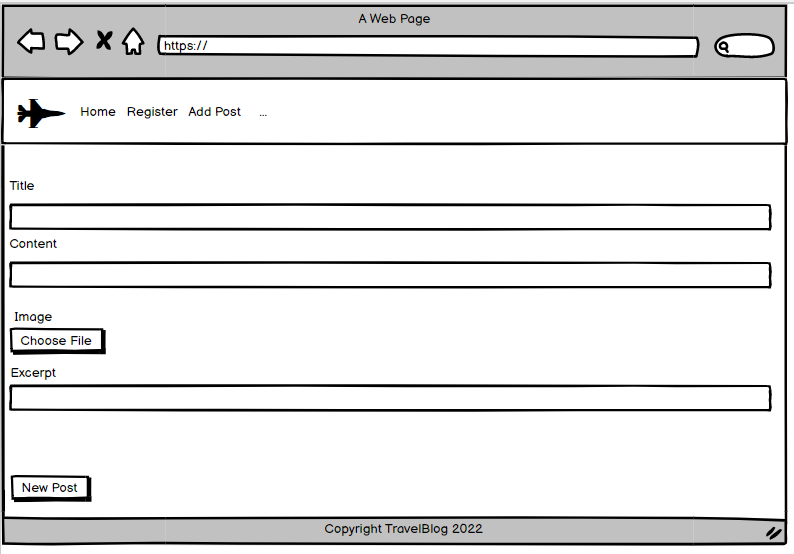 A Web Page
https://
Home Register Add Post ...
Title
Content
Image
Choose File
Excerpt
New Post
Copyright TravelBlog 2022